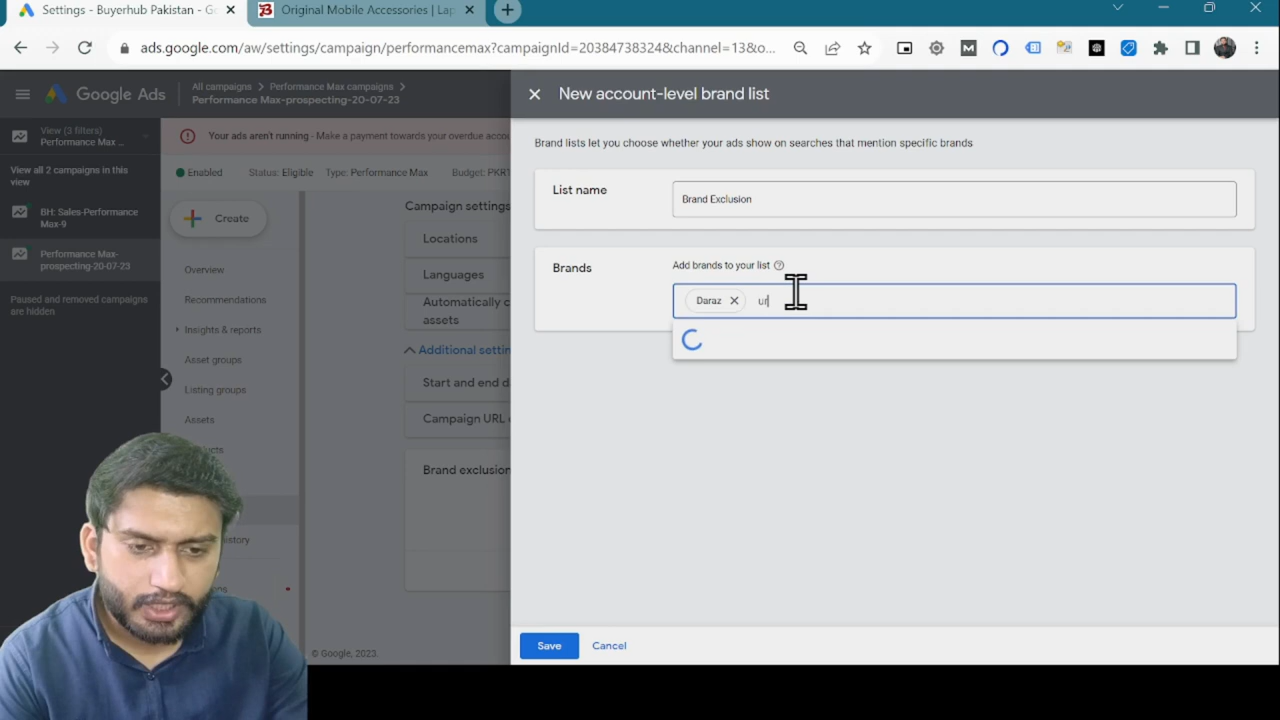 Settings - Buyerhub Pakistan - G
Original Mobile Accessories | Lap
ads.google.com/aw/settings/campaign/performancemax?campaignId=20384738324&channel=13&o...
Google Ads
All campaigns
Performance Max campaigns
Performance Max-prospecting-20-07-23
New account-level brand list
View (3 filters)
Performance Max ...
Your ads aren't running - Make a payment towards your overdue accou
Brand lists let you choose whether your ads show on searches that mention specific brands
View all 2 campaigns in this
view
Enabled
Status: Eligible
Type: Performance Max
Budget: PKR1
List name
Brand Exclusion
BH: Sales-Performance
Max-9
Create
Campaign settings
Locations
Performance Max-
prospecting-20-07-23
Overview
Languages
Brands
Add brands to your list
Daraz
ur
Paused and removed campaigns
are hidden
Recommendations
Automatically c
assets
Insights & reports
Additional settin
Asset groups
Start and end d
Listing groups
Campaign URL
Assets
Brand exclusion
© Google, 2023.
Save
Cancel